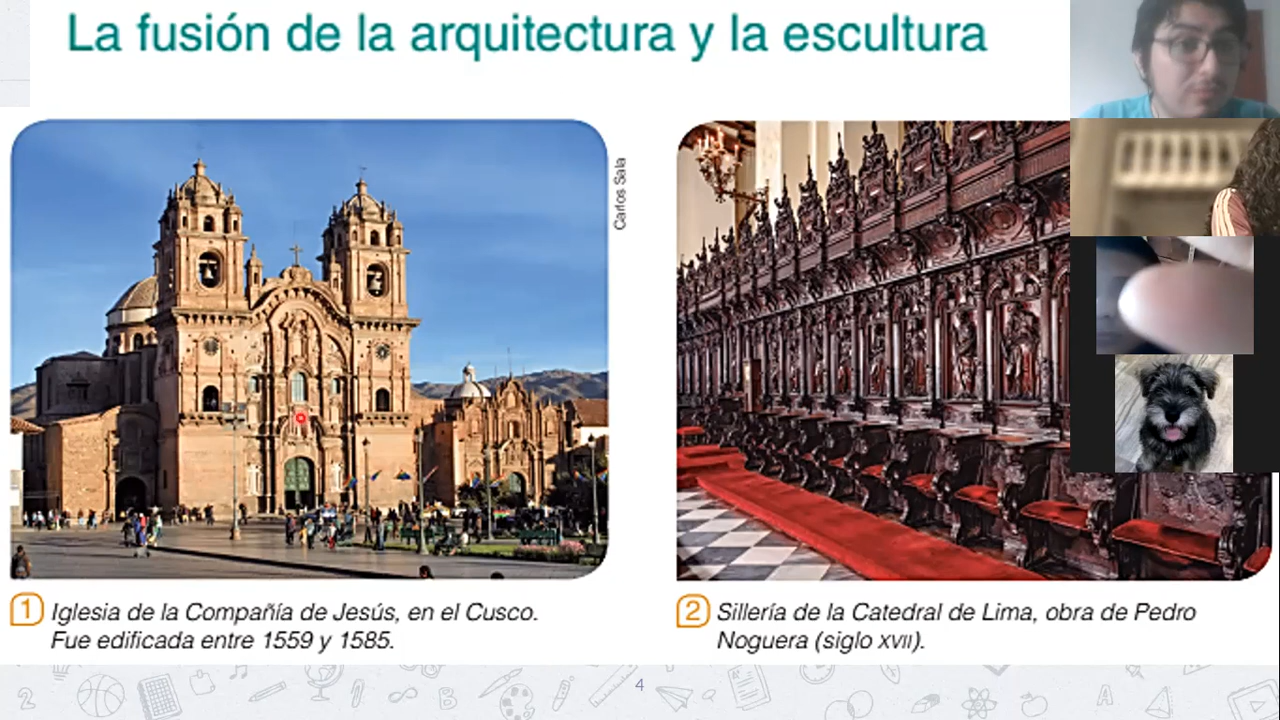 La fusión de la arquitectura y la escultura
Carlos Sala
1
Iglesia de la Compañía de Jesús, en el Cusco.
Fue edificada entre 1559 y 1585.
2
Sillería de la Catedral de Lima, obra de Pedro
Noguera (siglo XVII).
4